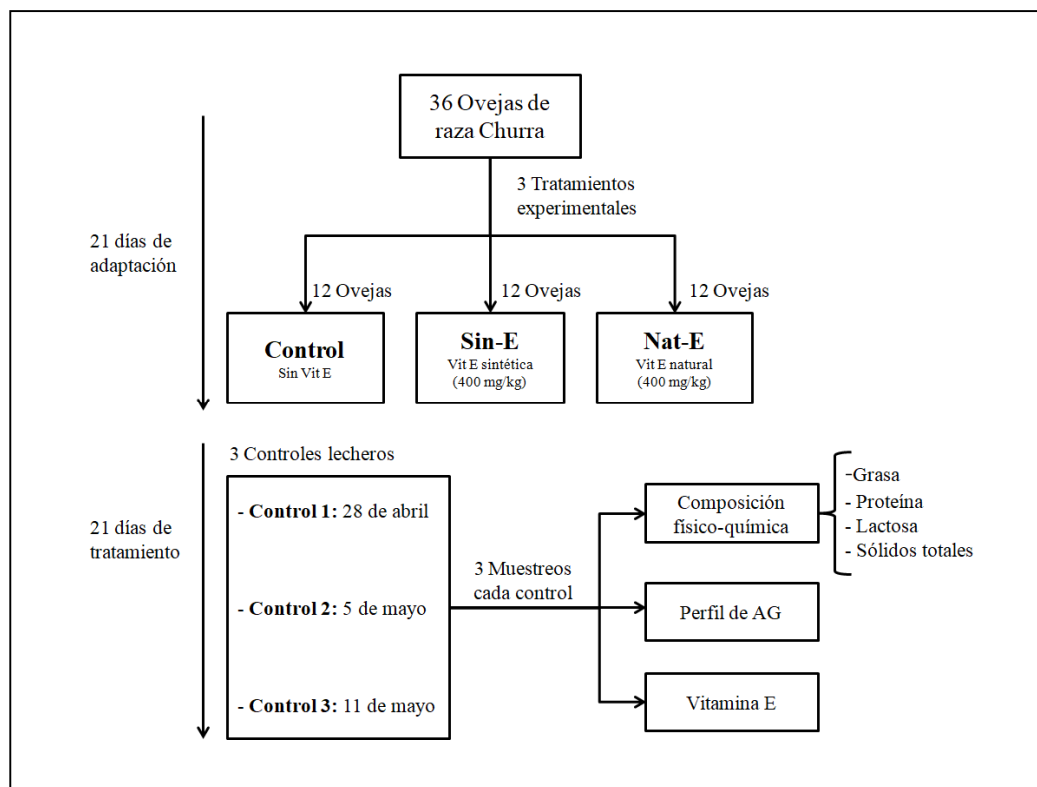 36 Ovejas de
raza Churra
3 Tratamientos
experimentales
21 días de
adaptación
12 Ovejas
12 Ovejas
12 Ovejas
Control
Sin Vit E
Sin-E
Vit E sintética
(400 mg/kg)
Nat-E
Vit E natural
(400 mg/kg)
3 Controles lecheros
21 días de
tratamiento
- Control 1: 28 de abril
- Control 2: 5 de mayo
- Control 3: 11 de mayo
3 Muestreos
cada control
Composición
físico-química
-Grasa
- Proteína
- Lactosa
- Sólidos totales
Perfil de AG
Vitamina E